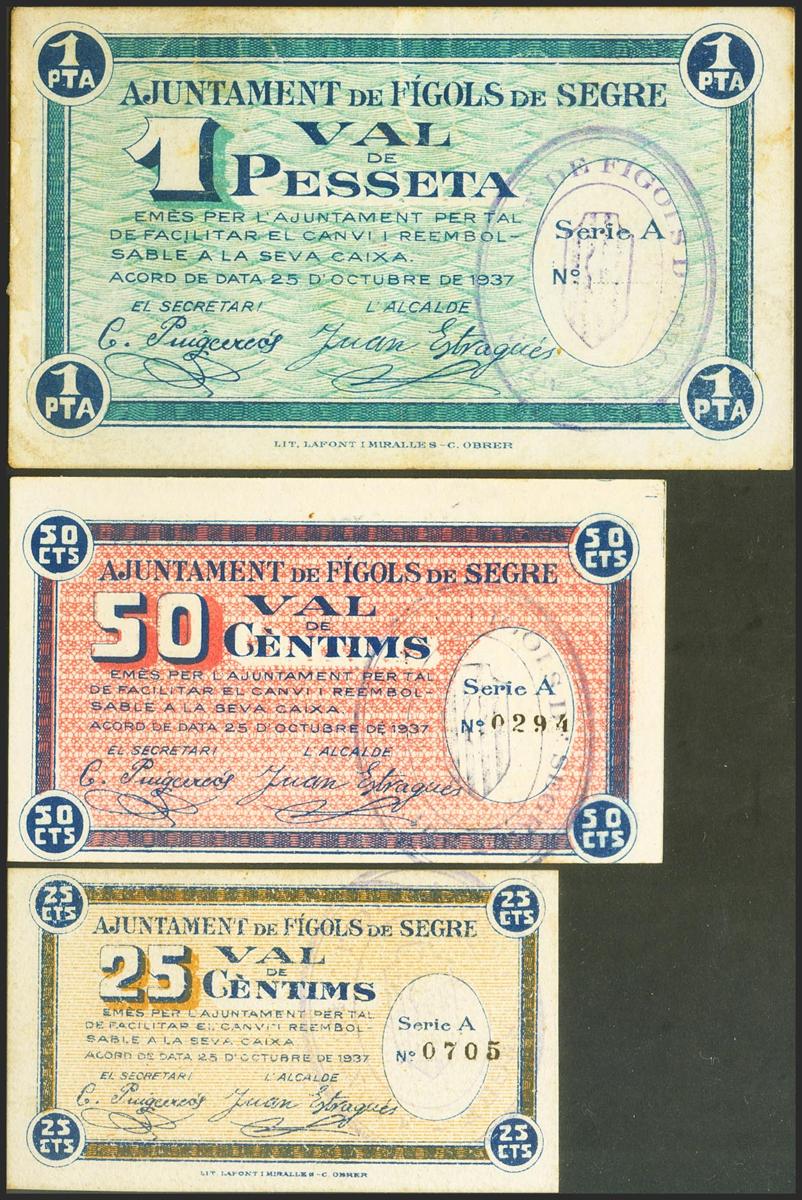 1 PTA
1 PTA
AJUNTAMENT DE FÍGOLS DE SEGRE
1 VAL
DE
PESSETA
EMÈS PER L'AJUNTAMENT PER TAL
DE FACILITAR EL CANVI I REEMBOL-
SABLE A LA SEVA CAIXA.
ACORD DE DATA 25 D'OCTUBRE DE 1937
EL SECRETARI L'ALCALDE
C. Puigcercós Juan Estragués
DE FIGOLS D SEGRE
Serie A
Nº
1 PTA
1 PTA
LIT. LAFONT I MIRALLES-C. OBRER
50 CTS
50 CTS
AJUNTAMENT DE FÍGOLS DE SEGRE
50 VAL
DE
CÈNTIMS
EMÈS PER L'AJUNTAMENT PER TAL
DE FACILITAR EL CANVI I REEMBOL-
SABLE A LA SEVA CAIXA
ACORD DE DATA 25 D'OCTUBRE DE 1937
EL SECRETARI L'ALCALDE
C. Puigcercós Juan Estragués
Serie A
Nº 0294
50 CTS
50 CTS
25 CTS
25 CTS
AJUNTAMENT DE FÍGOLS DE SEGRE
25 VAL
DE
CÈNTIMS
EMÈS PER L'AJUNTAMENT PER TAL
DE FACILITAR EL CANVI I REEMBOL-
SABLE A LA SEVA CAIXA
ACORD DE DATA 25 D'OCTUBRE DE 1937
EL SECRETARI L'ALCALDE
C. Puigcercós Juan Estragués
Serie A
Nº 0705
25 CTS
25 CTS
LIT. LAFONT I MIRALLES-C. OBRER